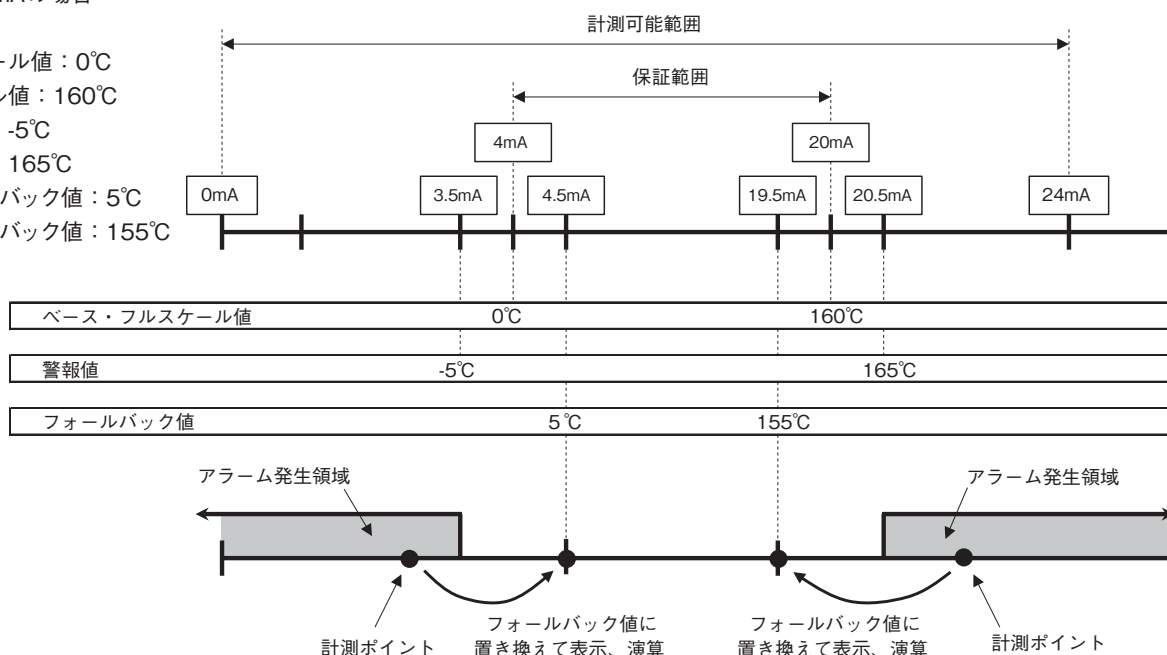 の場合
ール値：0℃
ル値：160℃
-5℃
165℃
バック値：5℃
バック値：155℃
計測可能範囲
保証範囲
4mA
20mA
0mA
3.5mA
4.5mA
19.5mA
20.5mA
24mA
ベース・フルスケール値 0℃ 160℃
警報値 -5℃ 165℃
フォールバック値 5℃ 155℃
アラーム発生領域
アラーム発生領域
計測ポイント
フォールバック値に
置き換えて表示、演算
フォールバック値に
置き換えて表示、演算
計測ポイント